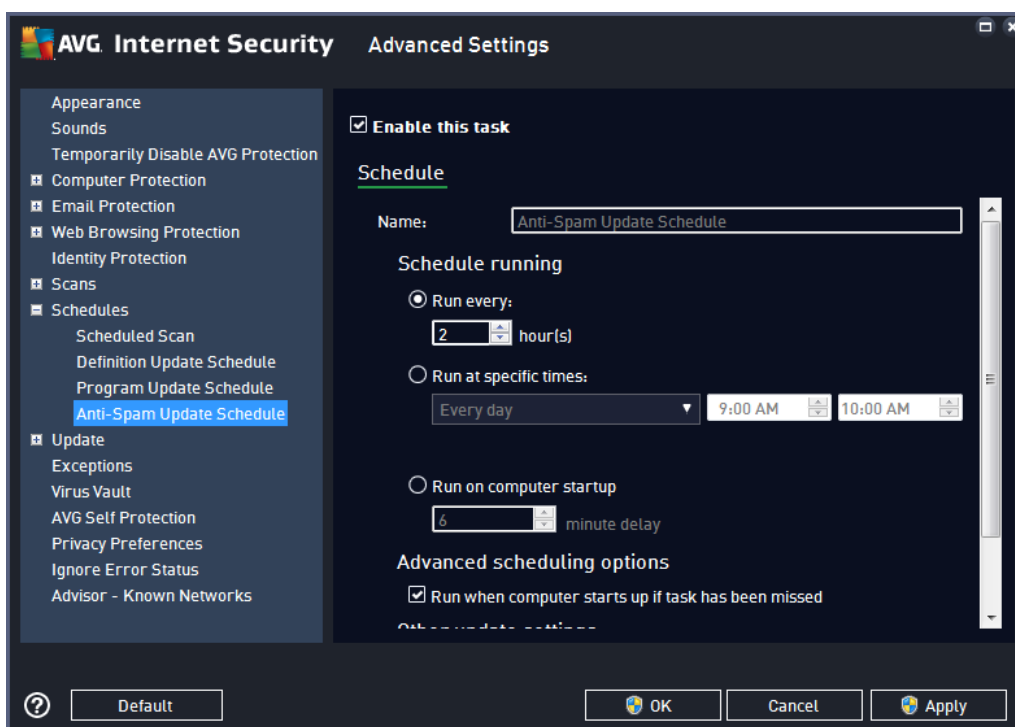 AVG Internet Security Advanced Settings
Appearance
Sounds
Temporarily Disable AVG Protection
Computer Protection
Email Protection
Web Browsing Protection
Identity Protection
Scans
Schedules
Scheduled Scan
Definition Update Schedule
Program Update Schedule
Anti-Spam Update Schedule
Update
Exceptions
Virus Vault
AVG Self Protection
Privacy Preferences
Ignore Error Status
Advisor - Known Networks
Enable this task
Schedule
Name: Anti-Spam Update Schedule
Schedule running
Run every:
2 hour(s)
Run at specific times:
Every day 9:00 AM 10:00 AM
Run on computer startup
6 minute delay
Advanced scheduling options
Run when computer starts up if task has been missed
Other update settings
? Default OK Cancel Apply